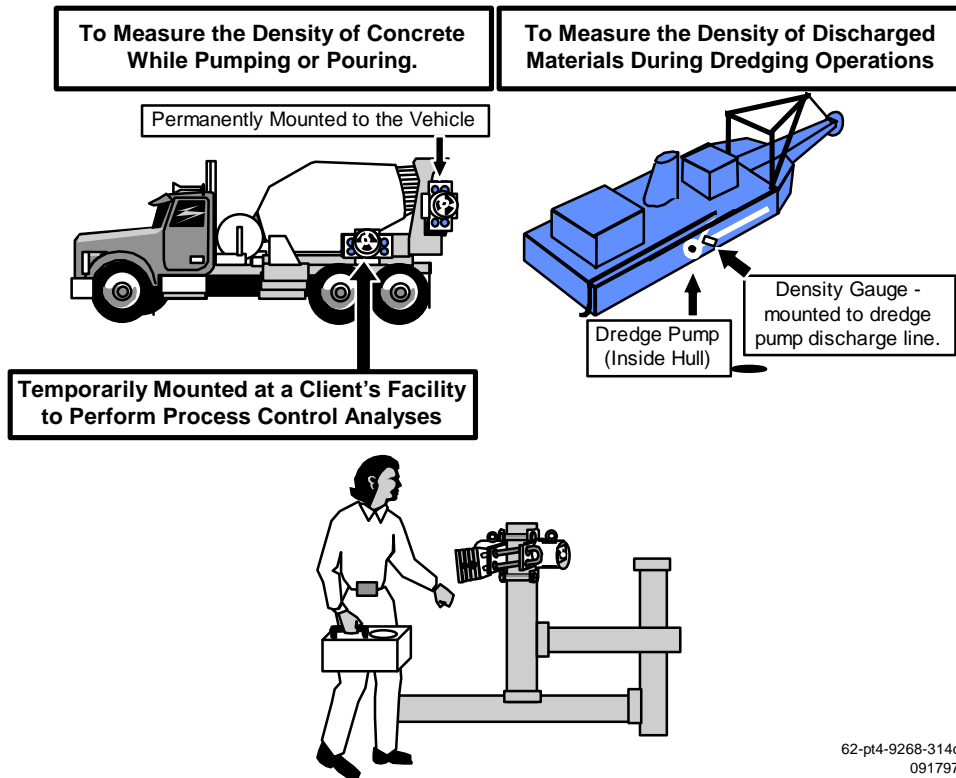 To Measure the Density of Concrete
While Pumping or Pouring.
To Measure the Density of Discharged
Materials During Dredging Operations
Permanently Mounted to the Vehicle
Density Gauge -
mounted to dredge
pump discharge line.
Dredge Pump
(Inside Hull)
Temporarily Mounted at a Client's Facility
to Perform Process Control Analyses
62-pt4-9268-314c
091797